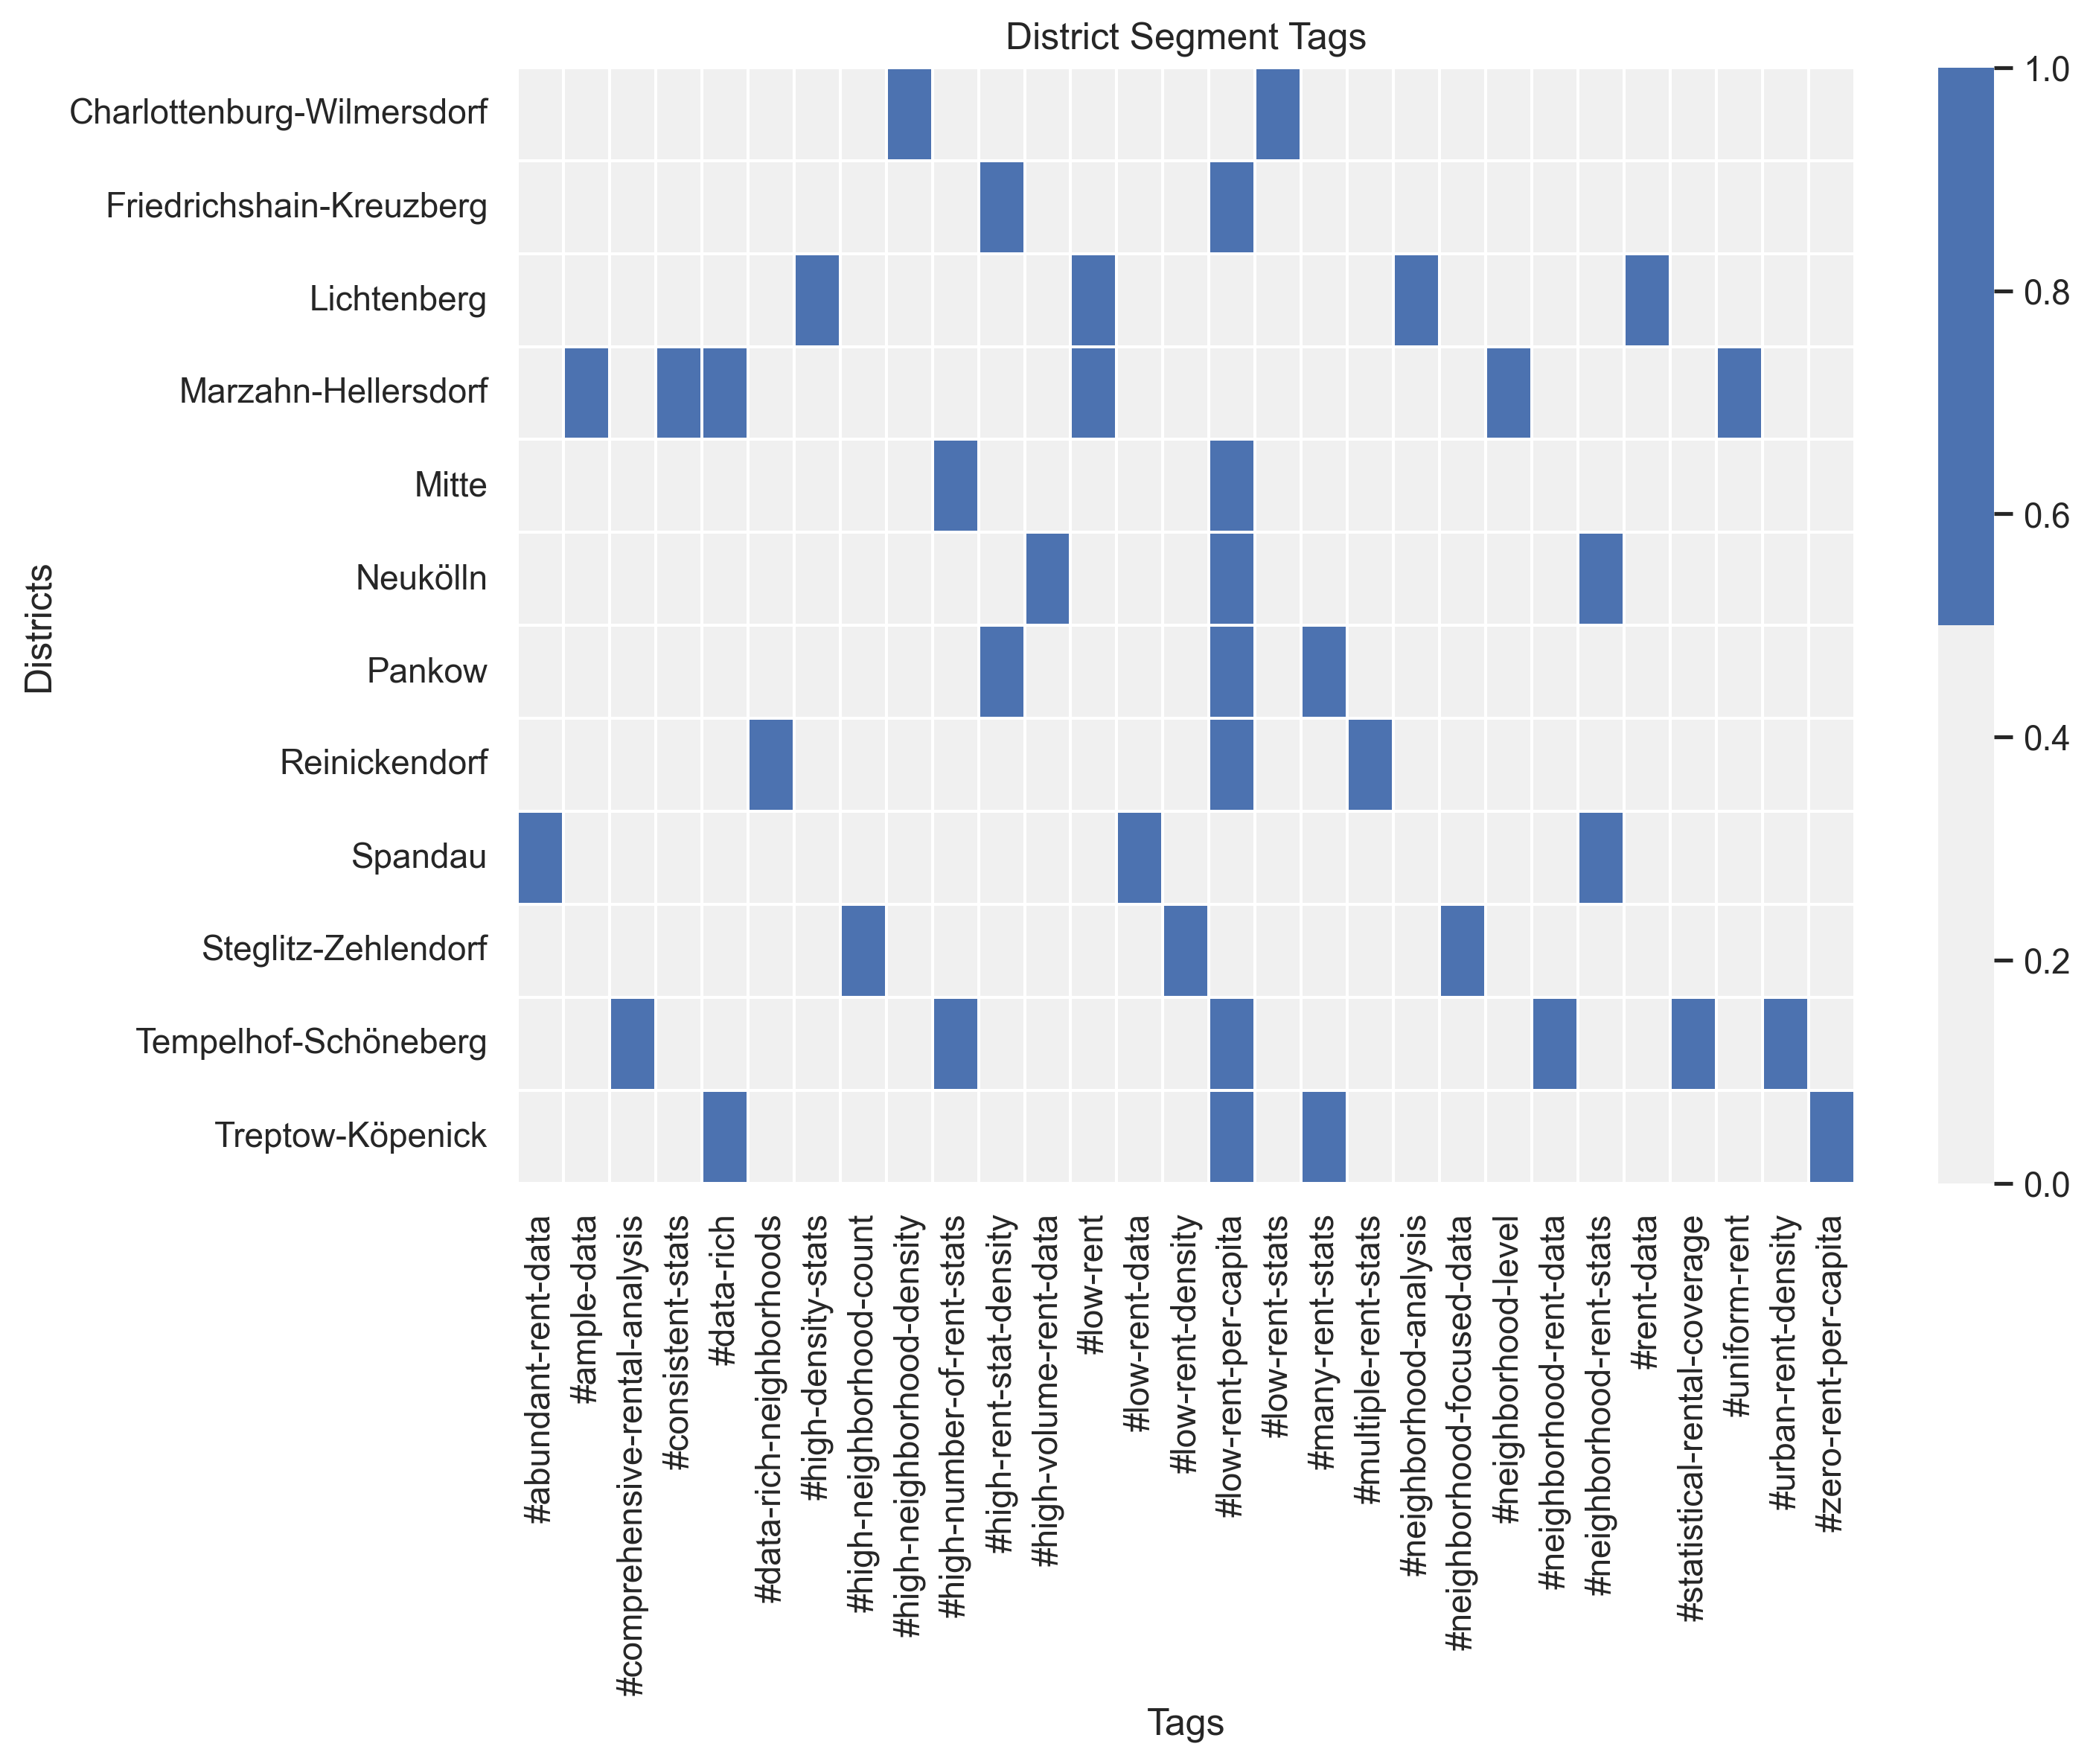 District Segment Tags
Districts
Charlottenburg-Wilmersdorf
Friedrichshain-Kreuzberg
Lichtenberg
Marzahn-Hellersdorf
Mitte
Neukölln
Pankow
Reinickendorf
Spandau
Steglitz-Zehlendorf
Tempelhof-Schöneberg
Treptow-Köpenick
#abundant-rent-data
#ample-data
#comprehensive-rental-analysis
#consistent-stats
#data-rich
#data-rich-neighborhoods
#high-density-stats
#high-neighborhood-count
#high-neighborhood-density
#high-number-of-rent-stats
#high-rent-stat-density
#high-volume-rent-data
#low-rent
#low-rent-data
#low-rent-density
#low-rent-per-capita
#low-rent-stats
#many-rent-stats
#multiple-rent-stats
#neighborhood-analysis
#neighborhood-focused-data
#neighborhood-level
#neighborhood-rent-data
#neighborhood-rent-stats
#rent-data
#statistical-rental-coverage
#uniform-rent
#urban-rent-density
#zero-rent-per-capita
Tags
1.0
0.8
0.6
0.4
0.2
0.0